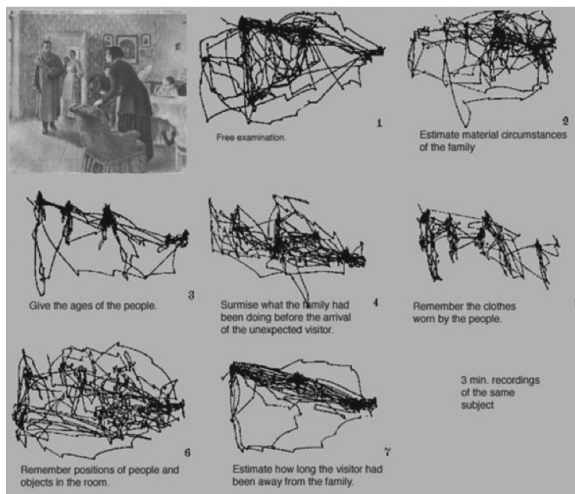 1
Free examination.
2
Estimate material circumstances
of the family
3
Give the ages of the people.
4
Surmise what the family had
been doing before the arrival
of the unexpected visitor.
Remember the clothes
worn by the people.
6
Remember positions of people and
objects in the room.
7
Estimate how long the visitor had
been away from the family.
3 min. recordings
of the same
subject